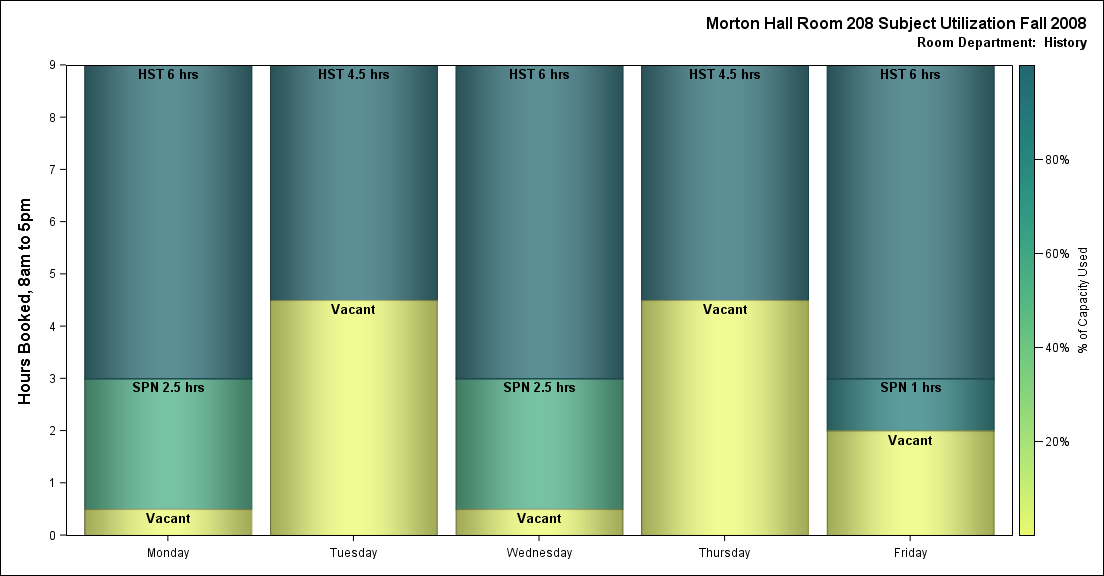 Morton Hall Room 208 Subject Utilization Fall 2008
Room Department: History
Hours Booked, 8am to 5pm
9
8
7
6
5
4
3
2
1
0
HST 6 hrs
SPN 2.5 hrs
Vacant
HST 4.5 hrs
Vacant
HST 6 hrs
SPN 2.5 hrs
Vacant
HST 4.5 hrs
Vacant
HST 6 hrs
SPN 1 hrs
Vacant
Monday
Tuesday
Wednesday
Thursday
Friday
80%
60%
40%
20%
% of Capacity Used